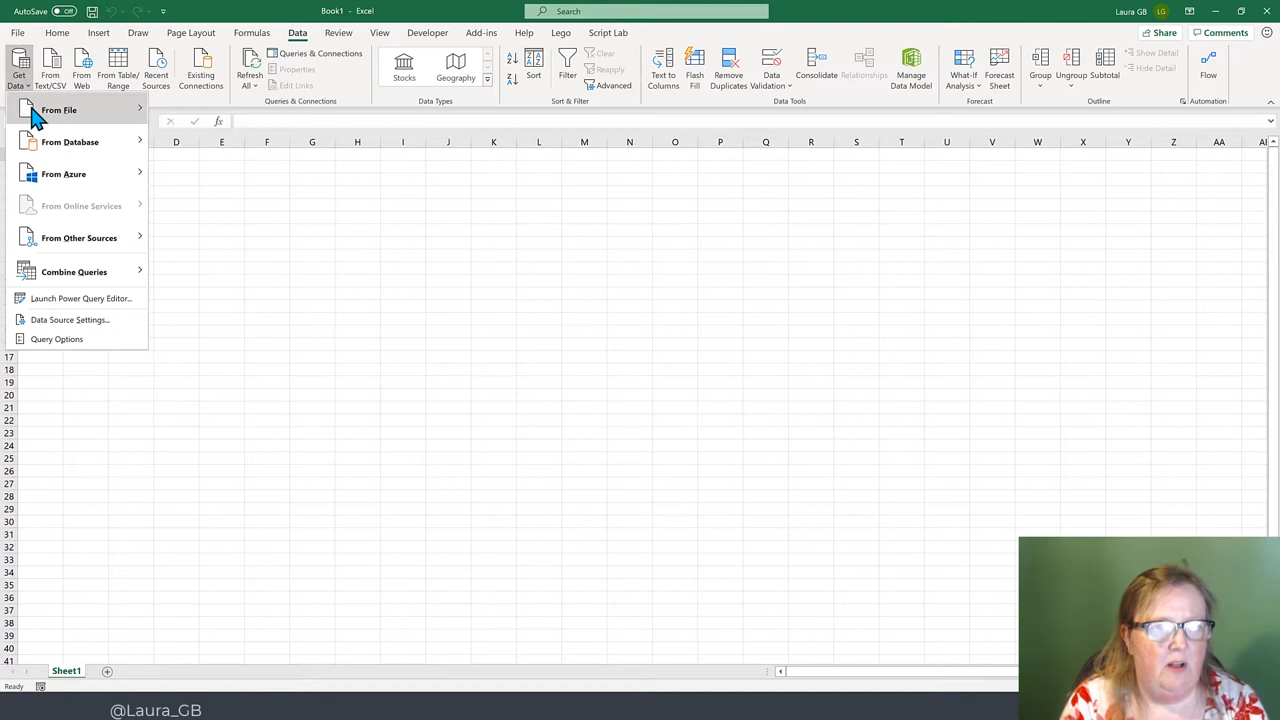 AutoSave Off Book1 - Excel Search Laura GB LG
File Home Insert Draw Page Layout Formulas Data Review View Developer Add-ins Help Lego Script Lab Share Comments
Get Data
From Text/CSV
From Web
From Table/ Range
Recent Sources
Existing Connections
Refresh All
Queries & Connections
Properties
Edit Links
Queries & Connections
Stocks
Geography
Data Types
Sort
Filter
Clear
Reapply
Advanced
Sort & Filter
Text to Columns
Flash Fill
Remove Duplicates
Data Validation
Consolidate
Relationships
Manage Data Model
Data Tools
What-If Analysis
Forecast Sheet
Forecast
Group
Ungroup
Subtotal
Show Detail
Hide Detail
Outline
Flow
Automation
From File
From Database
From Azure
From Online Services
From Other Sources
Combine Queries
Launch Power Query Editor...
Data Source Settings...
Query Options
fx
D E F G H I J K L M N O P Q R S T U V W X Y Z AA
17
18
19
20
21
22
23
24
25
26
27
28
29
30
31
32
33
34
35
36
37
38
39
40
41
Sheet1
Ready
@Laura_GB